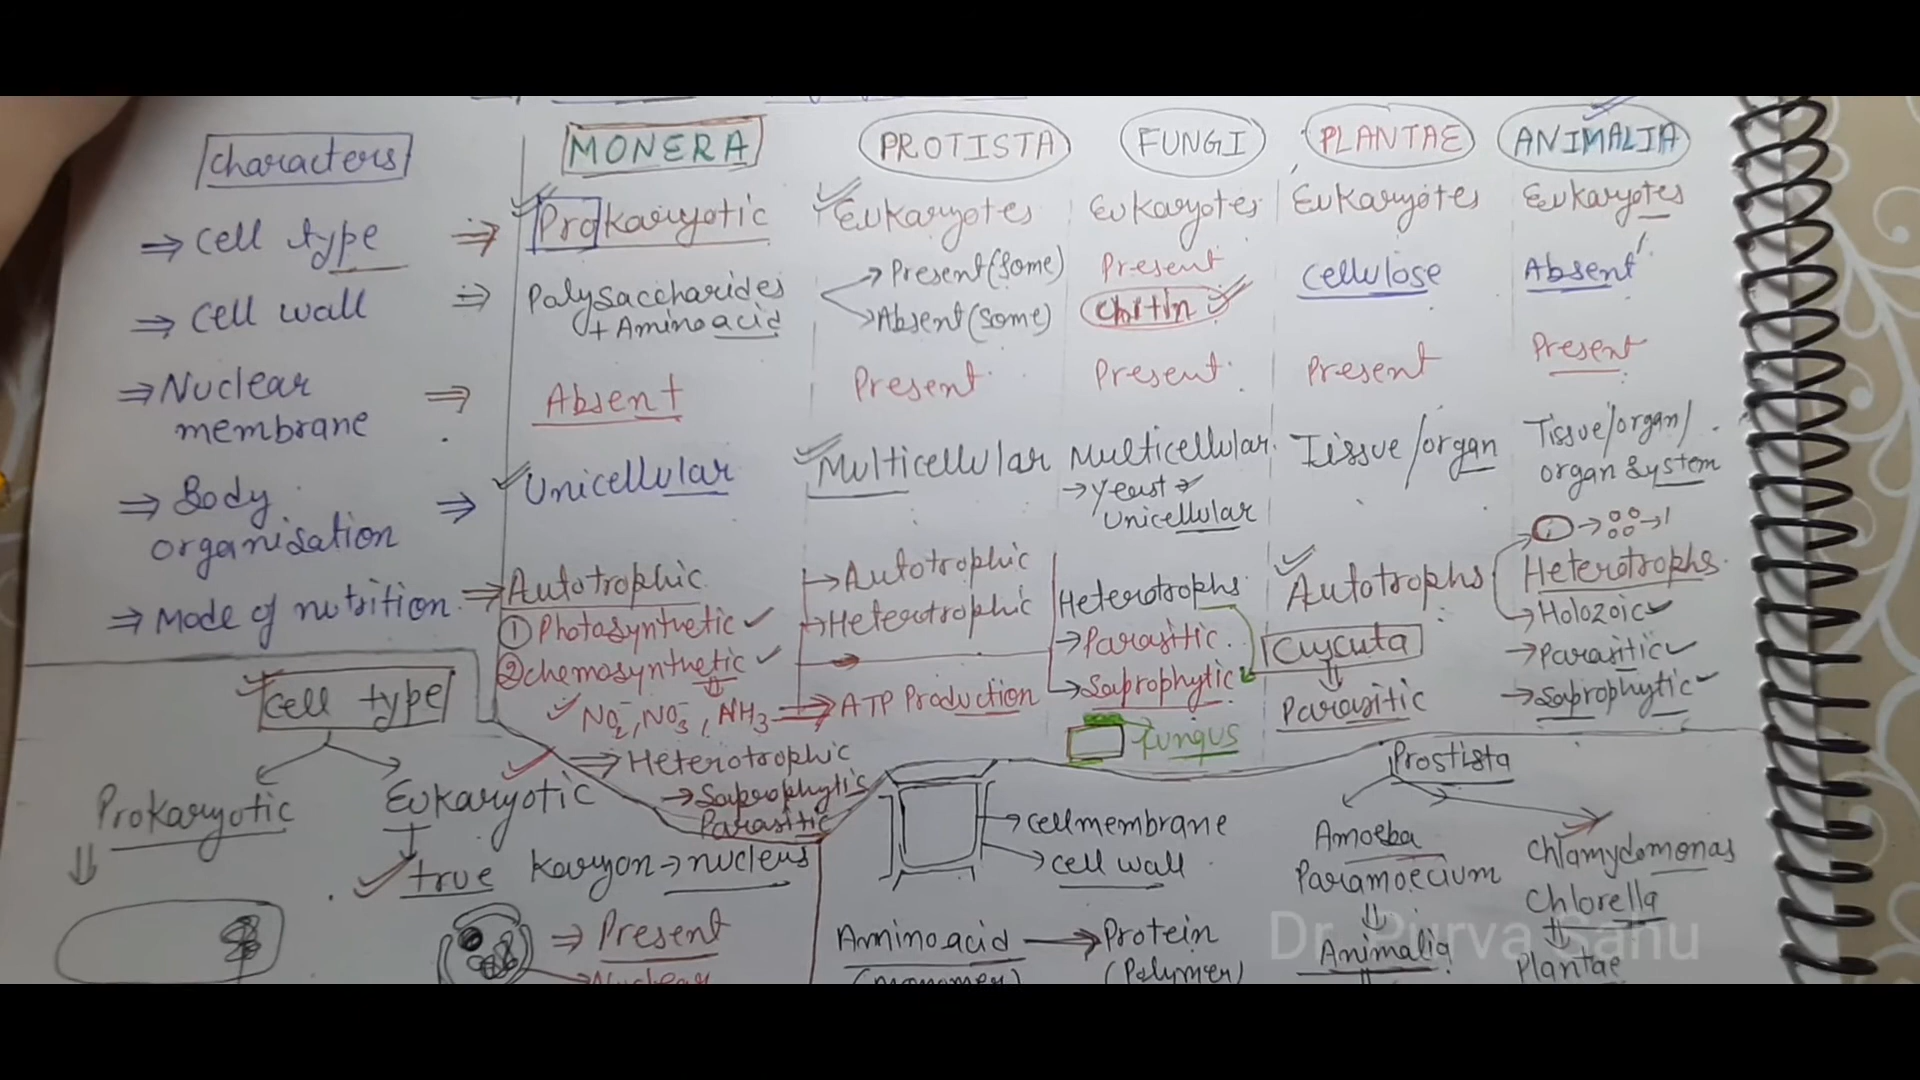 characters MONERA PROTISTA FUNGI PLANTAE ANIMALIA
⇒ cell type ⇒ Prokaryotic Eukaryotes Eukaryotes Eukaryotes Eukaryotes
⇒ cell wall ⇒ Polysaccharides → Present (some) Present Cellulose Absent
+ Amino acid → Absent (some) Chitin
⇒ Nuclear ⇒ Absent Present Present Present Present
membrane
⇒ Body ⇒ Unicellular Multicellular Multicellular Tissue/organ Tissue/organ/
organisation → Yeast → organ system
Unicellular
① → → 1
⇒ Mode of nutrition ⇒ Autotrophic → Autotrophic Heterotrophs Autotrophs Heterotrophs
① Photosynthetic → Heterotrophic → Parasitic Cuscuta → Holozoic
② chemosynthetic → Saprophytic ⇓ → Parasitic
NO₂⁻, NO₃⁻, NH₃ ⇒ ATP Production Parasitic → Saprophytic
→ fungus
⇒ Heterotrophic
→ Saprophytis
Parasitic
cell type
Prokaryotic Eukaryotic
⇓
true Karyon → nucleus
⇒ Present
→ cell membrane
→ cell wall
Amino acid → Protein
(Polymer)
Prostista
Amoeba Chlamydomonas
Paramoecium Chlorella
⇓ ⇓
Animalia Plantae
Dr. Purva Sahu